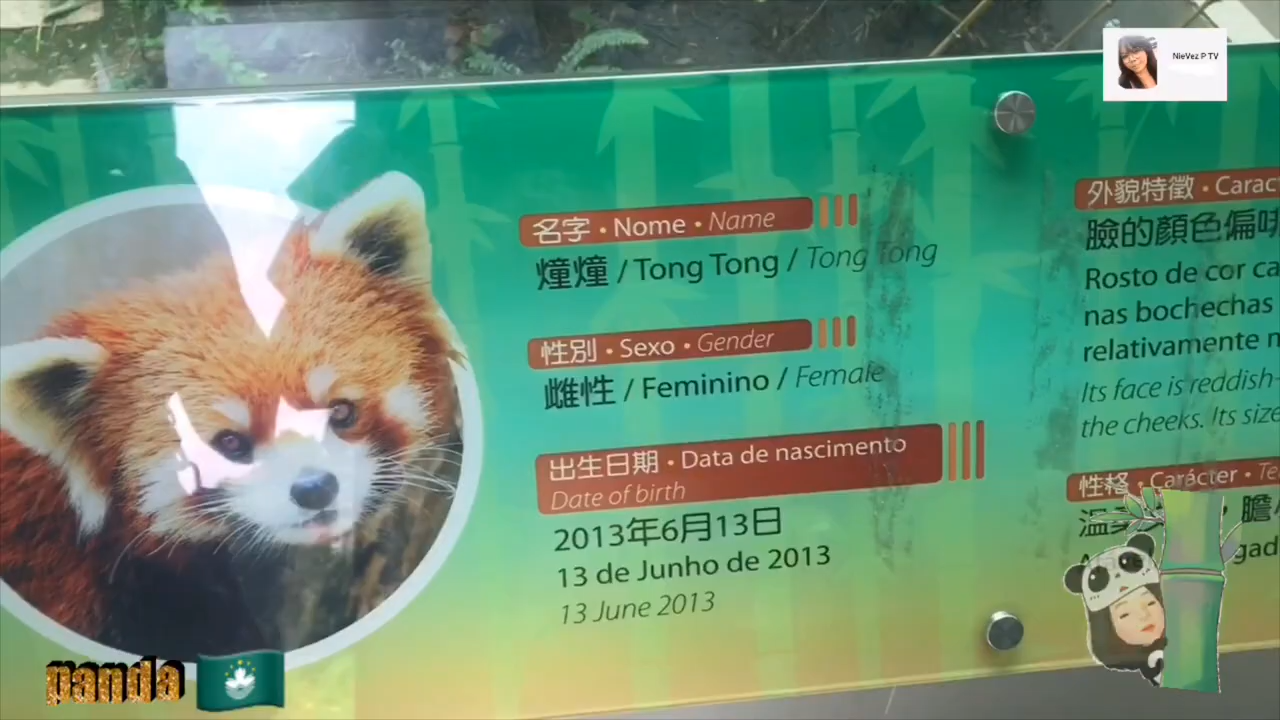 NieVez P TV
名字 • Nome • Name
燑燑 / Tong Tong / Tong Tong
性別 • Sexo • Gender
雌性 / Feminino / Female
出生日期 • Data de nascimento
Date of birth
2013年6月13日
13 de Junho de 2013
13 June 2013
外貌特徵 •
臉的顏色偏
Rosto de cor
nas bochechas
relativamente
Its face is reddish-
the cheeks. Its size
性格 • Carácter •
溫
panda